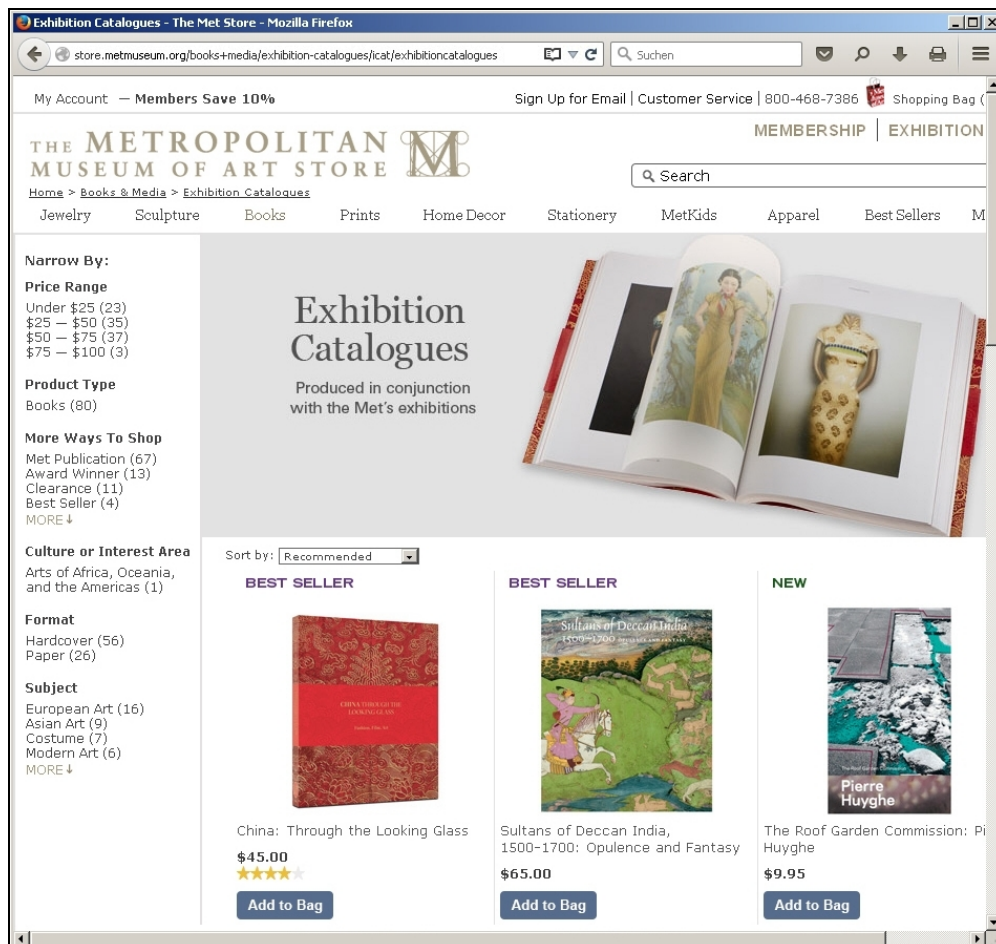 Exhibition Catalogues - The Met Store - Mozilla Firefox
store.metmuseum.org/books+media/exhibition-catalogues/icat/exhibitioncatalogues
Suchen
My Account — Members Save 10%
Sign Up for Email | Customer Service | 800-468-7386 Shopping Bag (
MEMBERSHIP | EXHIBITION
THE METROPOLITAN
MUSEUM OF ART STORE
M
Search
Home > Books & Media > Exhibition Catalogues
Jewelry Sculpture Books Prints Home Decor Stationery MetKids Apparel Best Sellers M
Narrow By:
Price Range
Under $25 (23)
$25 — $50 (35)
$50 — $75 (37)
$75 — $100 (3)
Product Type
Books (80)
More Ways To Shop
Met Publication (67)
Award Winner (13)
Clearance (11)
Best Seller (4)
MORE↓
Culture or Interest Area
Arts of Africa, Oceania,
and the Americas (1)
Format
Hardcover (56)
Paper (26)
Subject
European Art (16)
Asian Art (9)
Costume (7)
Modern Art (6)
MORE↓
Exhibition
Catalogues
Produced in conjunction
with the Met's exhibitions
Sort by: Recommended
BEST SELLER
CHINA THROUGH THE
LOOKING GLASS
China: Through the Looking Glass
$45.00
Add to Bag
BEST SELLER
Sultans of Deccan India
1500–1700 OPULENCE AND FANTASY
Sultans of Deccan India,
1500–1700: Opulence and Fantasy
$65.00
Add to Bag
NEW
The Roof Garden Commission
Pierre
Huyghe
The Roof Garden Commission: Pi
Huyghe
$9.95
Add to Bag